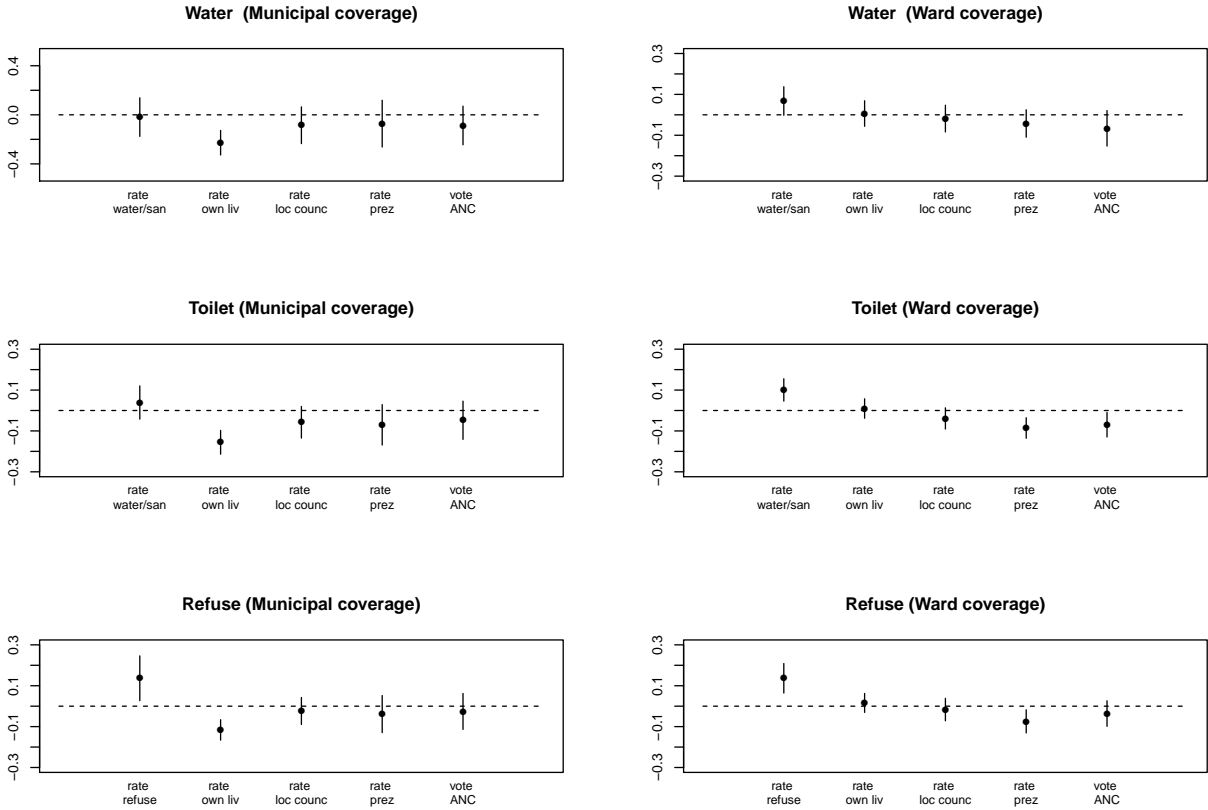 Water  (Municipal coverage)
0.4
0.0
−0.4
rate rate rate rate vote
water/san own liv loc counc prez ANC
Water  (Ward coverage)
0.3
0.1
−0.1
−0.3
rate rate rate rate vote
water/san own liv loc counc prez ANC
Toilet (Municipal coverage)
0.3
0.1
−0.1
−0.3
rate rate rate rate vote
water/san own liv loc counc prez ANC
Toilet (Ward coverage)
0.3
0.1
−0.1
−0.3
rate rate rate rate vote
water/san own liv loc counc prez ANC
Refuse (Municipal coverage)
0.3
0.1
−0.1
−0.3
rate rate rate rate vote
refuse own liv loc counc prez ANC
Refuse (Ward coverage)
0.3
0.1
−0.1
−0.3
rate rate rate rate vote
refuse own liv loc counc prez ANC